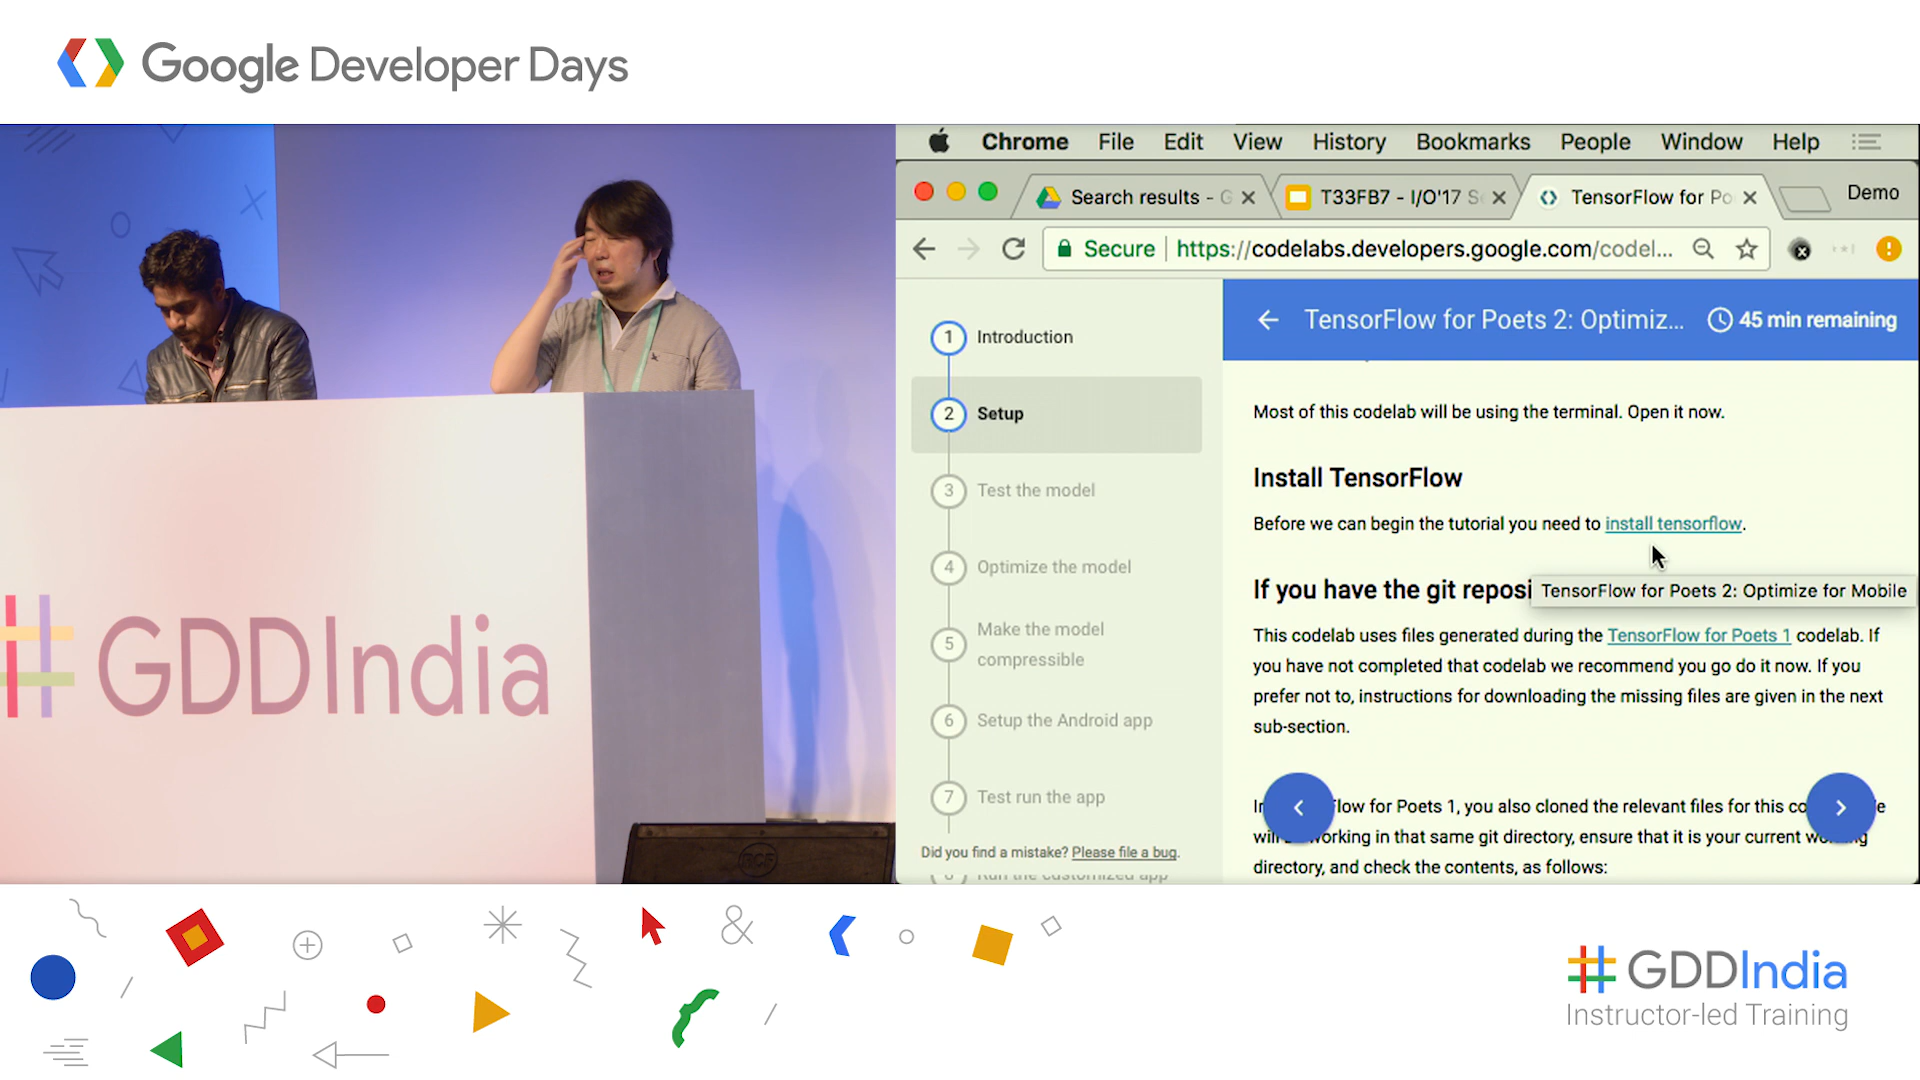 Google Developer Days
Chrome File Edit View History Bookmarks People Window Help
Search results - G
T33FB7 - I/O'17 S
TensorFlow for Po
Demo
Secure https://codelabs.developers.google.com/codel...
1 Introduction
2 Setup
3 Test the model
4 Optimize the model
5 Make the model
compressible
6 Setup the Android app
7 Test run the app
Did you find a mistake? Please file a bug.
Run the customized app
TensorFlow for Poets 2: Optimiz... 45 min remaining
Most of this codelab will be using the terminal. Open it now.
Install TensorFlow
Before we can begin the tutorial you need to install tensorflow.
If you have the git reposi
TensorFlow for Poets 2: Optimize for Mobile
This codelab uses files generated during the TensorFlow for Poets 1 codelab. If
you have not completed that codelab we recommend you go do it now. If you
prefer not to, instructions for downloading the missing files are given in the next
sub-section.
low for Poets 1, you also cloned the relevant files for this co
orking in that same git directory, ensure that it is your current
directory, and check the contents, as follows:
#GDDIndia
RCF
&
#GDDIndia
Instructor-led Training